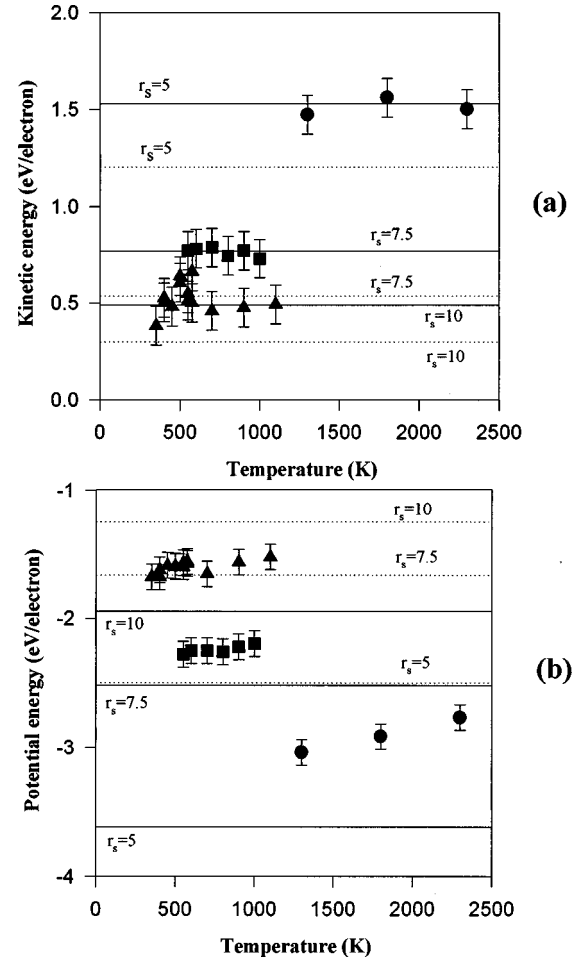 2.0
r_s=5
1.5
r_s=5
1.0
r_s=7.5
r_s=7.5
0.5
r_s=10
r_s=10
0.0
0 500 1000 1500 2000 2500
Kinetic energy (eV/electron)
Temperature (K)
(a)
-1
r_s=10
r_s=7.5
-2
r_s=10
r_s=5
r_s=7.5
-3
r_s=5
-4
0 500 1000 1500 2000 2500
Potential energy (eV/electron)
Temperature (K)
(b)